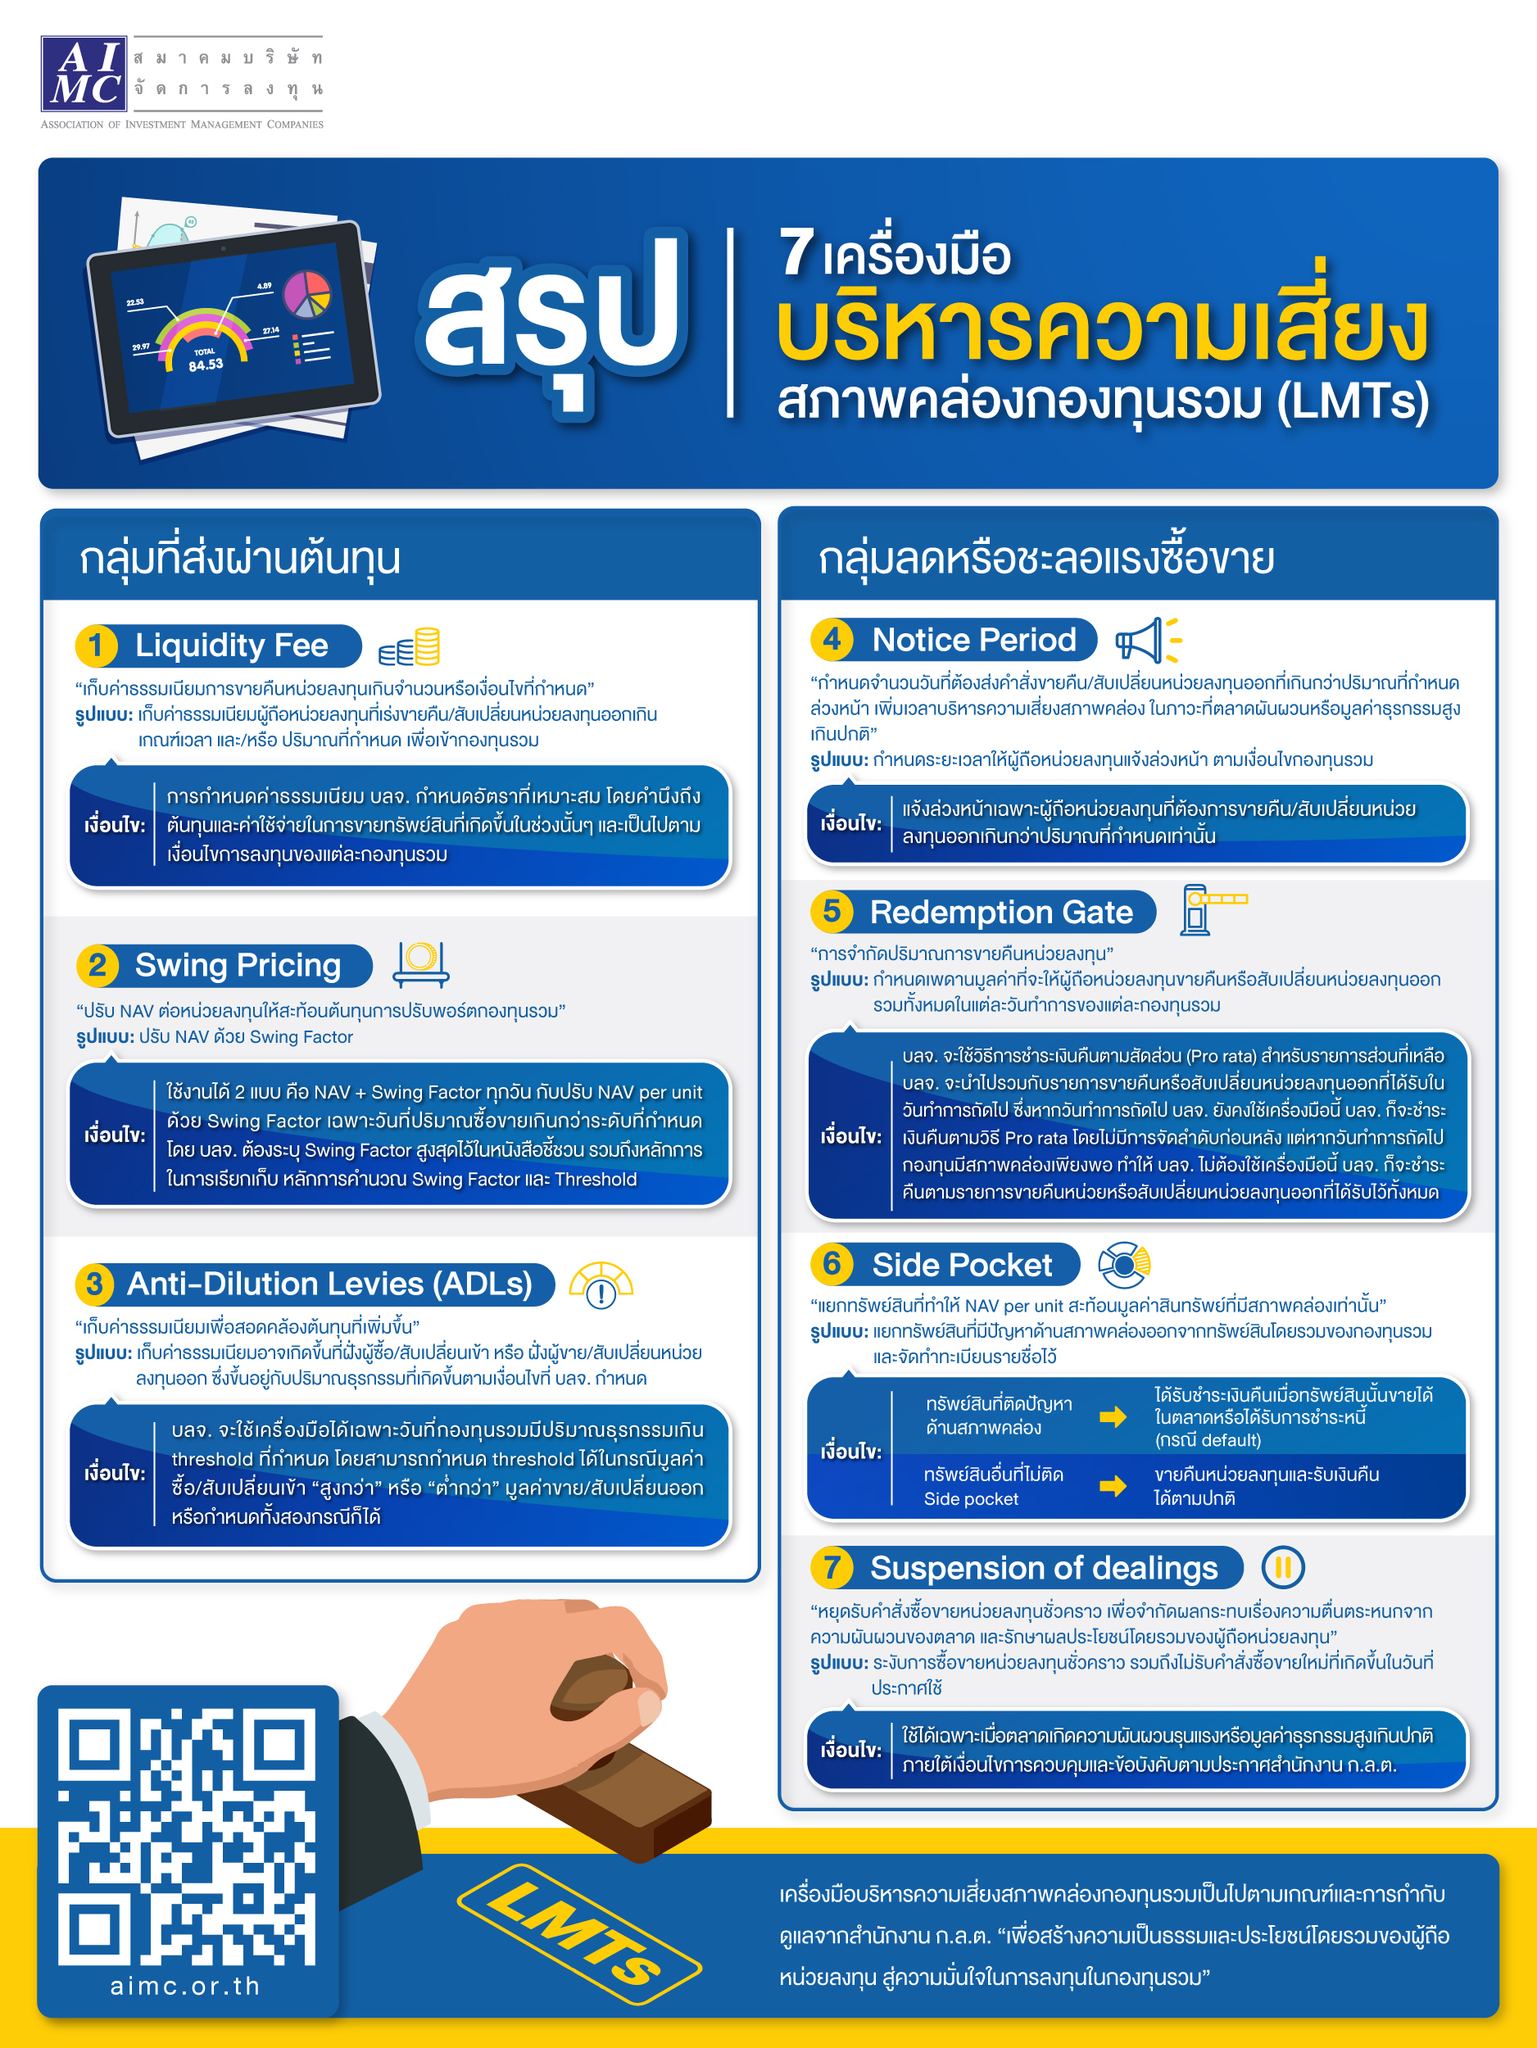 AI
MC
สมาคมบริษัท
จัดการลงทุน
ASSOCIATION OF INVESTMENT MANAGEMENT COMPANIES
22.53
4.89
29.97
27.14
TOTAL
84.53
สรุป
7 เครื่องมือ
บริหารความเสี่ยง
สภาพคล่องกองทุนรวม (LMTs)
กลุ่มที่ส่งผ่านต้นทุน
1 Liquidity Fee
“เก็บค่าธรรมเนียมการขายคืนหน่วยลงทุนเกินจำนวนหรือเงื่อนไขที่กำหนด”
รูปแบบ: เก็บค่าธรรมเนียมผู้ถือหน่วยลงทุนที่เร่งขายคืน/สับเปลี่ยนหน่วยลงทุนออกเกิน
เกณฑ์เวลา และ/หรือ ปริมาณที่กำหนด เพื่อเข้ากองทุนรวม
เงื่อนไข:
การกำหนดค่าธรรมเนียม บลจ. กำหนดอัตราที่เหมาะสม โดยคำนึงถึง
ต้นทุนและค่าใช้จ่ายในการขายทรัพย์สินที่เกิดขึ้นในช่วงนั้นๆ และเป็นไปตาม
เงื่อนไขการลงทุนของแต่ละกองทุนรวม
2 Swing Pricing
“ปรับ NAV ต่อหน่วยลงทุนให้สะท้อนต้นทุนการปรับพอร์ตกองทุนรวม”
รูปแบบ: ปรับ NAV ด้วย Swing Factor
เงื่อนไข:
ใช้งานได้ 2 แบบ คือ NAV + Swing Factor ทุกวัน กับปรับ NAV per unit
ด้วย Swing Factor เฉพาะวันที่ปริมาณซื้อขายเกินกว่าระดับที่กำหนด
โดย บลจ. ต้องระบุ Swing Factor สูงสุดไว้ในหนังสือชี้ชวน รวมถึงหลักการ
ในการเรียกเก็บ หลักการคำนวณ Swing Factor และ Threshold
3 Anti-Dilution Levies (ADLs)
“เก็บค่าธรรมเนียมเพื่อสอดคล้องต้นทุนที่เพิ่มขึ้น”
รูปแบบ: เก็บค่าธรรมเนียมอาจเกิดขึ้นที่ฝั่งผู้ซื้อ/สับเปลี่ยนเข้า หรือ ฝั่งผู้ขาย/สับเปลี่ยนหน่วย
ลงทุนออก ซึ่งขึ้นอยู่กับปริมาณธุรกรรมที่เกิดขึ้นตามเงื่อนไขที่ บลจ. กำหนด
เงื่อนไข:
บลจ. จะใช้เครื่องมือได้เฉพาะวันที่กองทุนรวมมีปริมาณธุรกรรมเกิน
threshold ที่กำหนด โดยสามารถกำหนด threshold ได้ในกรณีมูลค่า
ซื้อ/สับเปลี่ยนเข้า “สูงกว่า” หรือ “ต่ำกว่า” มูลค่าขาย/สับเปลี่ยนออก
หรือกำหนดทั้งสองกรณีก็ได้
กลุ่มลดหรือชะลอแรงซื้อขาย
4 Notice Period
“กำหนดจำนวนวันที่ต้องส่งคำสั่งขายคืน/สับเปลี่ยนหน่วยลงทุนออกที่เกินกว่าปริมาณที่กำหนด
ล่วงหน้า เพิ่มเวลาบริหารความเสี่ยงสภาพคล่อง ในภาวะที่ตลาดผันผวนหรือมูลค่าธุรกรรมสูง
เกินปกติ”
รูปแบบ: กำหนดระยะเวลาให้ผู้ถือหน่วยลงทุนแจ้งล่วงหน้า ตามเงื่อนไขกองทุนรวม
เงื่อนไข:
แจ้งล่วงหน้าเฉพาะผู้ถือหน่วยลงทุนที่ต้องการขายคืน/สับเปลี่ยนหน่วย
ลงทุนออกเกินกว่าปริมาณที่กำหนดเท่านั้น
5 Redemption Gate
“การจำกัดปริมาณการขายคืนหน่วยลงทุน”
รูปแบบ: กำหนดเพดานมูลค่าที่จะให้ผู้ถือหน่วยลงทุนขายคืนหรือสับเปลี่ยนหน่วยลงทุนออก
รวมทั้งหมดในแต่ละวันทำการของแต่ละกองทุนรวม
เงื่อนไข:
บลจ. จะใช้วิธีการชำระเงินคืนตามสัดส่วน (Pro rata) สำหรับรายการส่วนที่เหลือ
บลจ. จะนำไปรวมกับรายการขายคืนหรือสับเปลี่ยนหน่วยลงทุนออกที่ได้รับใน
วันทำการถัดไป ซึ่งหากวันทำการถัดไป บลจ. ยังคงใช้เครื่องมือนี้ บลจ. ก็จะชำระ
เงินคืนตามวิธี Pro rata โดยไม่มีการจัดลำดับก่อนหลัง แต่หากวันทำการถัดไป
กองทุนมีสภาพคล่องเพียงพอ ทำให้ บลจ. ไม่ต้องใช้เครื่องมือนี้ บลจ. ก็จะชำระ
คืนตามรายการขายคืนหน่วยหรือสับเปลี่ยนหน่วยลงทุนออกที่ได้รับไว้ทั้งหมด
6 Side Pocket
“แยกทรัพย์สินที่ทำให้ NAV per unit สะท้อนมูลค่าสินทรัพย์ที่มีสภาพคล่องเท่านั้น”
รูปแบบ: แยกทรัพย์สินที่มีปัญหาด้านสภาพคล่องออกจากทรัพย์สินโดยรวมของกองทุนรวม
และจัดทำทะเบียนรายชื่อไว้
เงื่อนไข:
ทรัพย์สินที่ติดปัญหา
ด้านสภาพคล่อง
ได้รับชำระเงินคืนเมื่อทรัพย์สินนั้นขายได้
ในตลาดหรือได้รับการชำระหนี้
(กรณี default)
ทรัพย์สินอื่นที่ไม่ติด
Side pocket
ขายคืนหน่วยลงทุนและรับเงินคืน
ได้ตามปกติ
7 Suspension of dealings
“หยุดรับคำสั่งซื้อขายหน่วยลงทุนชั่วคราว เพื่อจำกัดผลกระทบเรื่องความตื่นตระหนกจาก
ความผันผวนของตลาด และรักษาผลประโยชน์โดยรวมของผู้ถือหน่วยลงทุน”
รูปแบบ: ระงับการซื้อขายหน่วยลงทุนชั่วคราว รวมถึงไม่รับคำสั่งซื้อขายใหม่ที่เกิดขึ้นในวันที่
ประกาศใช้
เงื่อนไข:
ใช้ได้เฉพาะเมื่อตลาดเกิดความผันผวนรุนแรงหรือมูลค่าธุรกรรมสูงเกินปกติ
ภายใต้เงื่อนไขการควบคุมและข้อบังคับตามประกาศสำนักงาน ก.ล.ต.
aimc.or.th
LMTs
เครื่องมือบริหารความเสี่ยงสภาพคล่องกองทุนรวมเป็นไปตามเกณฑ์และการกำกับ
ดูแลจากสำนักงาน ก.ล.ต. “เพื่อสร้างความเป็นธรรมและประโยชน์โดยรวมของผู้ถือ
หน่วยลงทุน สู่ความมั่นใจในการลงทุนในกองทุนรวม”